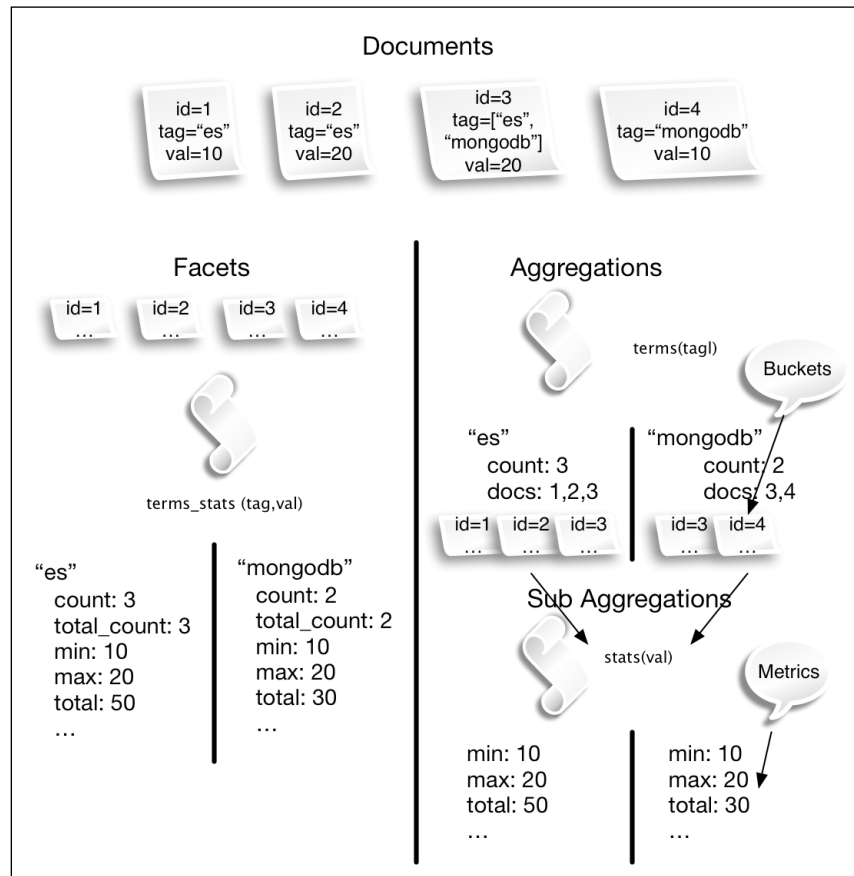 Documents
id=1
tag=“es”
val=10
id=2
tag=“es”
val=20
id=3
tag=[“es”,
“mongodb”]
val=20
id=4
tag=“mongodb”
val=10
Facets
id=1
…
id=2
…
id=3
…
id=4
…
terms_stats (tag,val)
“es”
count: 3
total_count: 3
min: 10
max: 20
total: 50
…
“mongodb”
count: 2
total_count: 2
min: 10
max: 20
total: 30
…
Aggregations
terms(tagl)
Buckets
“es”
count: 3
docs: 1,2,3
id=1
…
id=2
…
id=3
…
“mongodb”
count: 2
docs: 3,4
id=3
…
id=4
…
Sub Aggregations
stats(val)
Metrics
min: 10
max: 20
total: 50
…
min: 10
max: 20
total: 30
…